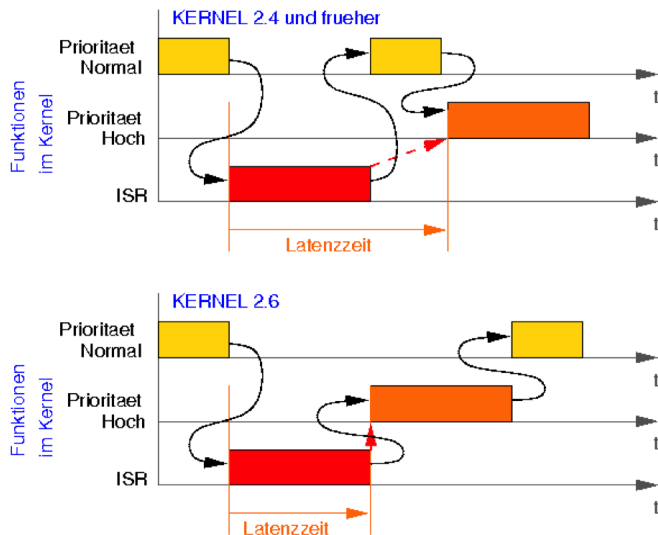 KERNEL 2.4 und frueher
Prioritaet
Normal
t
Prioritaet
Hoch
t
ISR
t
Latenzzeit
Funktionen
im Kernel
KERNEL 2.6
Prioritaet
Normal
t
Prioritaet
Hoch
t
ISR
t
Latenzzeit
Funktionen
im Kernel